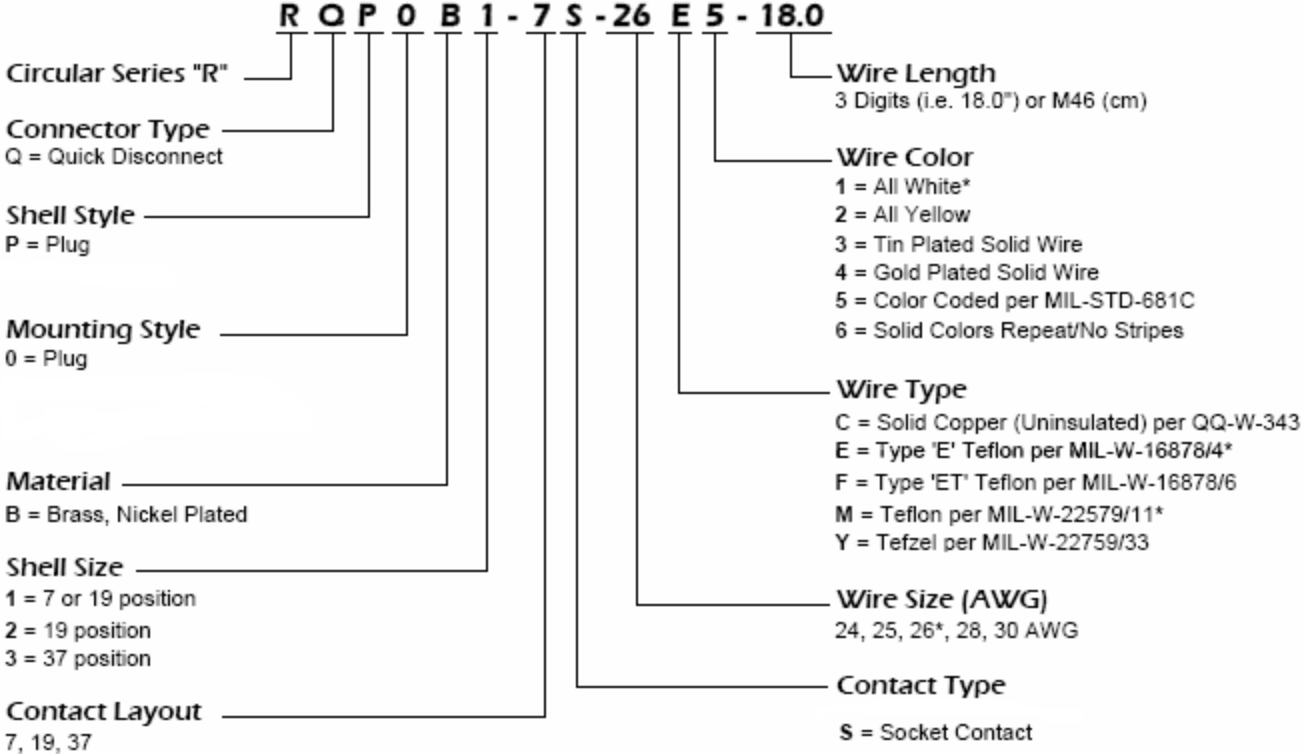 R Q P 0 B 1 - 7 S - 26 E 5 - 18.0
Circular Series "R"
Connector Type
Q = Quick Disconnect
Shell Style
P = Plug
Mounting Style
0 = Plug
Material
B = Brass, Nickel Plated
Shell Size
1 = 7 or 19 position
2 = 19 position
3 = 37 position
Contact Layout
7, 19, 37
Wire Length
3 Digits (i.e. 18.0") or M46 (cm)
Wire Color
1 = All White*
2 = All Yellow
3 = Tin Plated Solid Wire
4 = Gold Plated Solid Wire
5 = Color Coded per MIL-STD-681C
6 = Solid Colors Repeat/No Stripes
Wire Type
C = Solid Copper (Uninsulated) per QQ-W-343
E = Type 'E' Teflon per MIL-W-16878/4*
F = Type 'ET' Teflon per MIL-W-16878/6
M = Teflon per MIL-W-22579/11*
Y = Tefzel per MIL-W-22759/33
Wire Size (AWG)
24, 25, 26*, 28, 30 AWG
Contact Type
S = Socket Contact